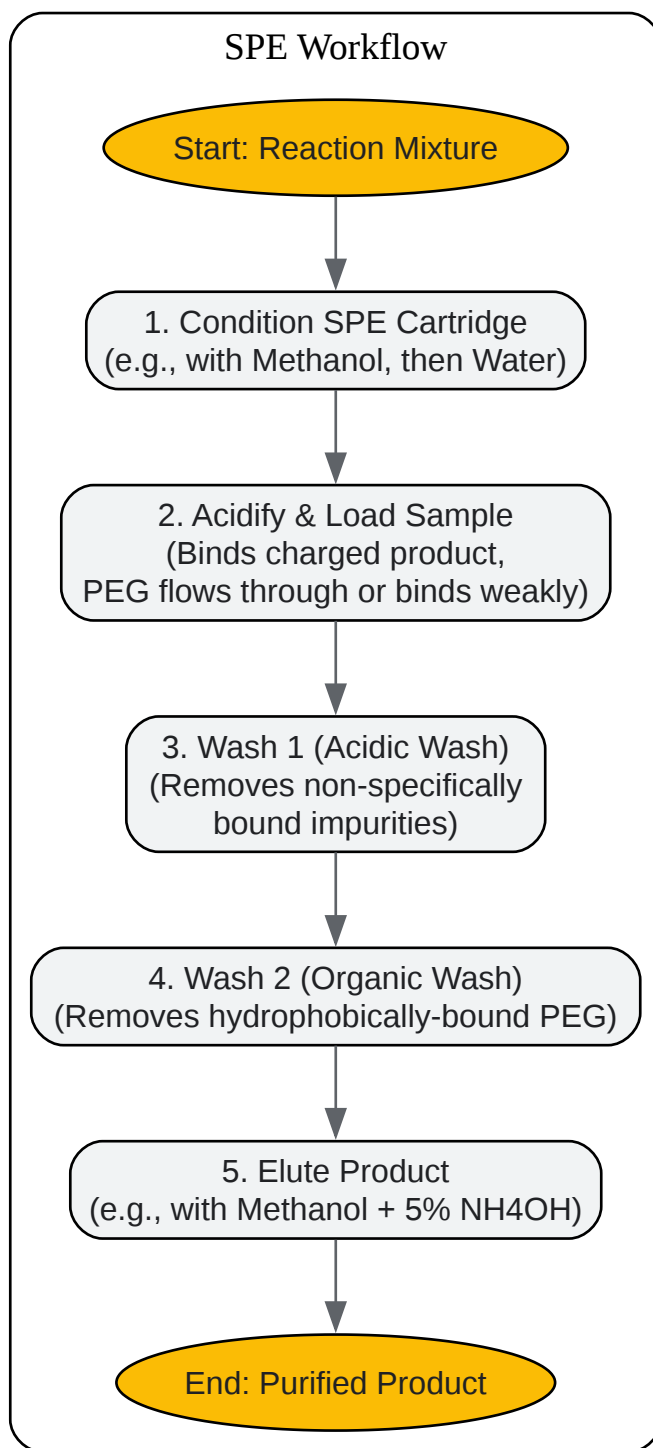 SPE Workflow
Start: Reaction Mixture
1. Condition SPE Cartridge
(e.g., with Methanol, then Water)
2. Acidify & Load Sample
(Binds charged product,
PEG flows through or binds weakly)
3. Wash 1 (Acidic Wash)
(Removes non-specifically
bound impurities)
4. Wash 2 (Organic Wash)
(Removes hydrophobically-bound PEG)
5. Elute Product
(e.g., with Methanol + 5% NH4OH)
End: Purified Product